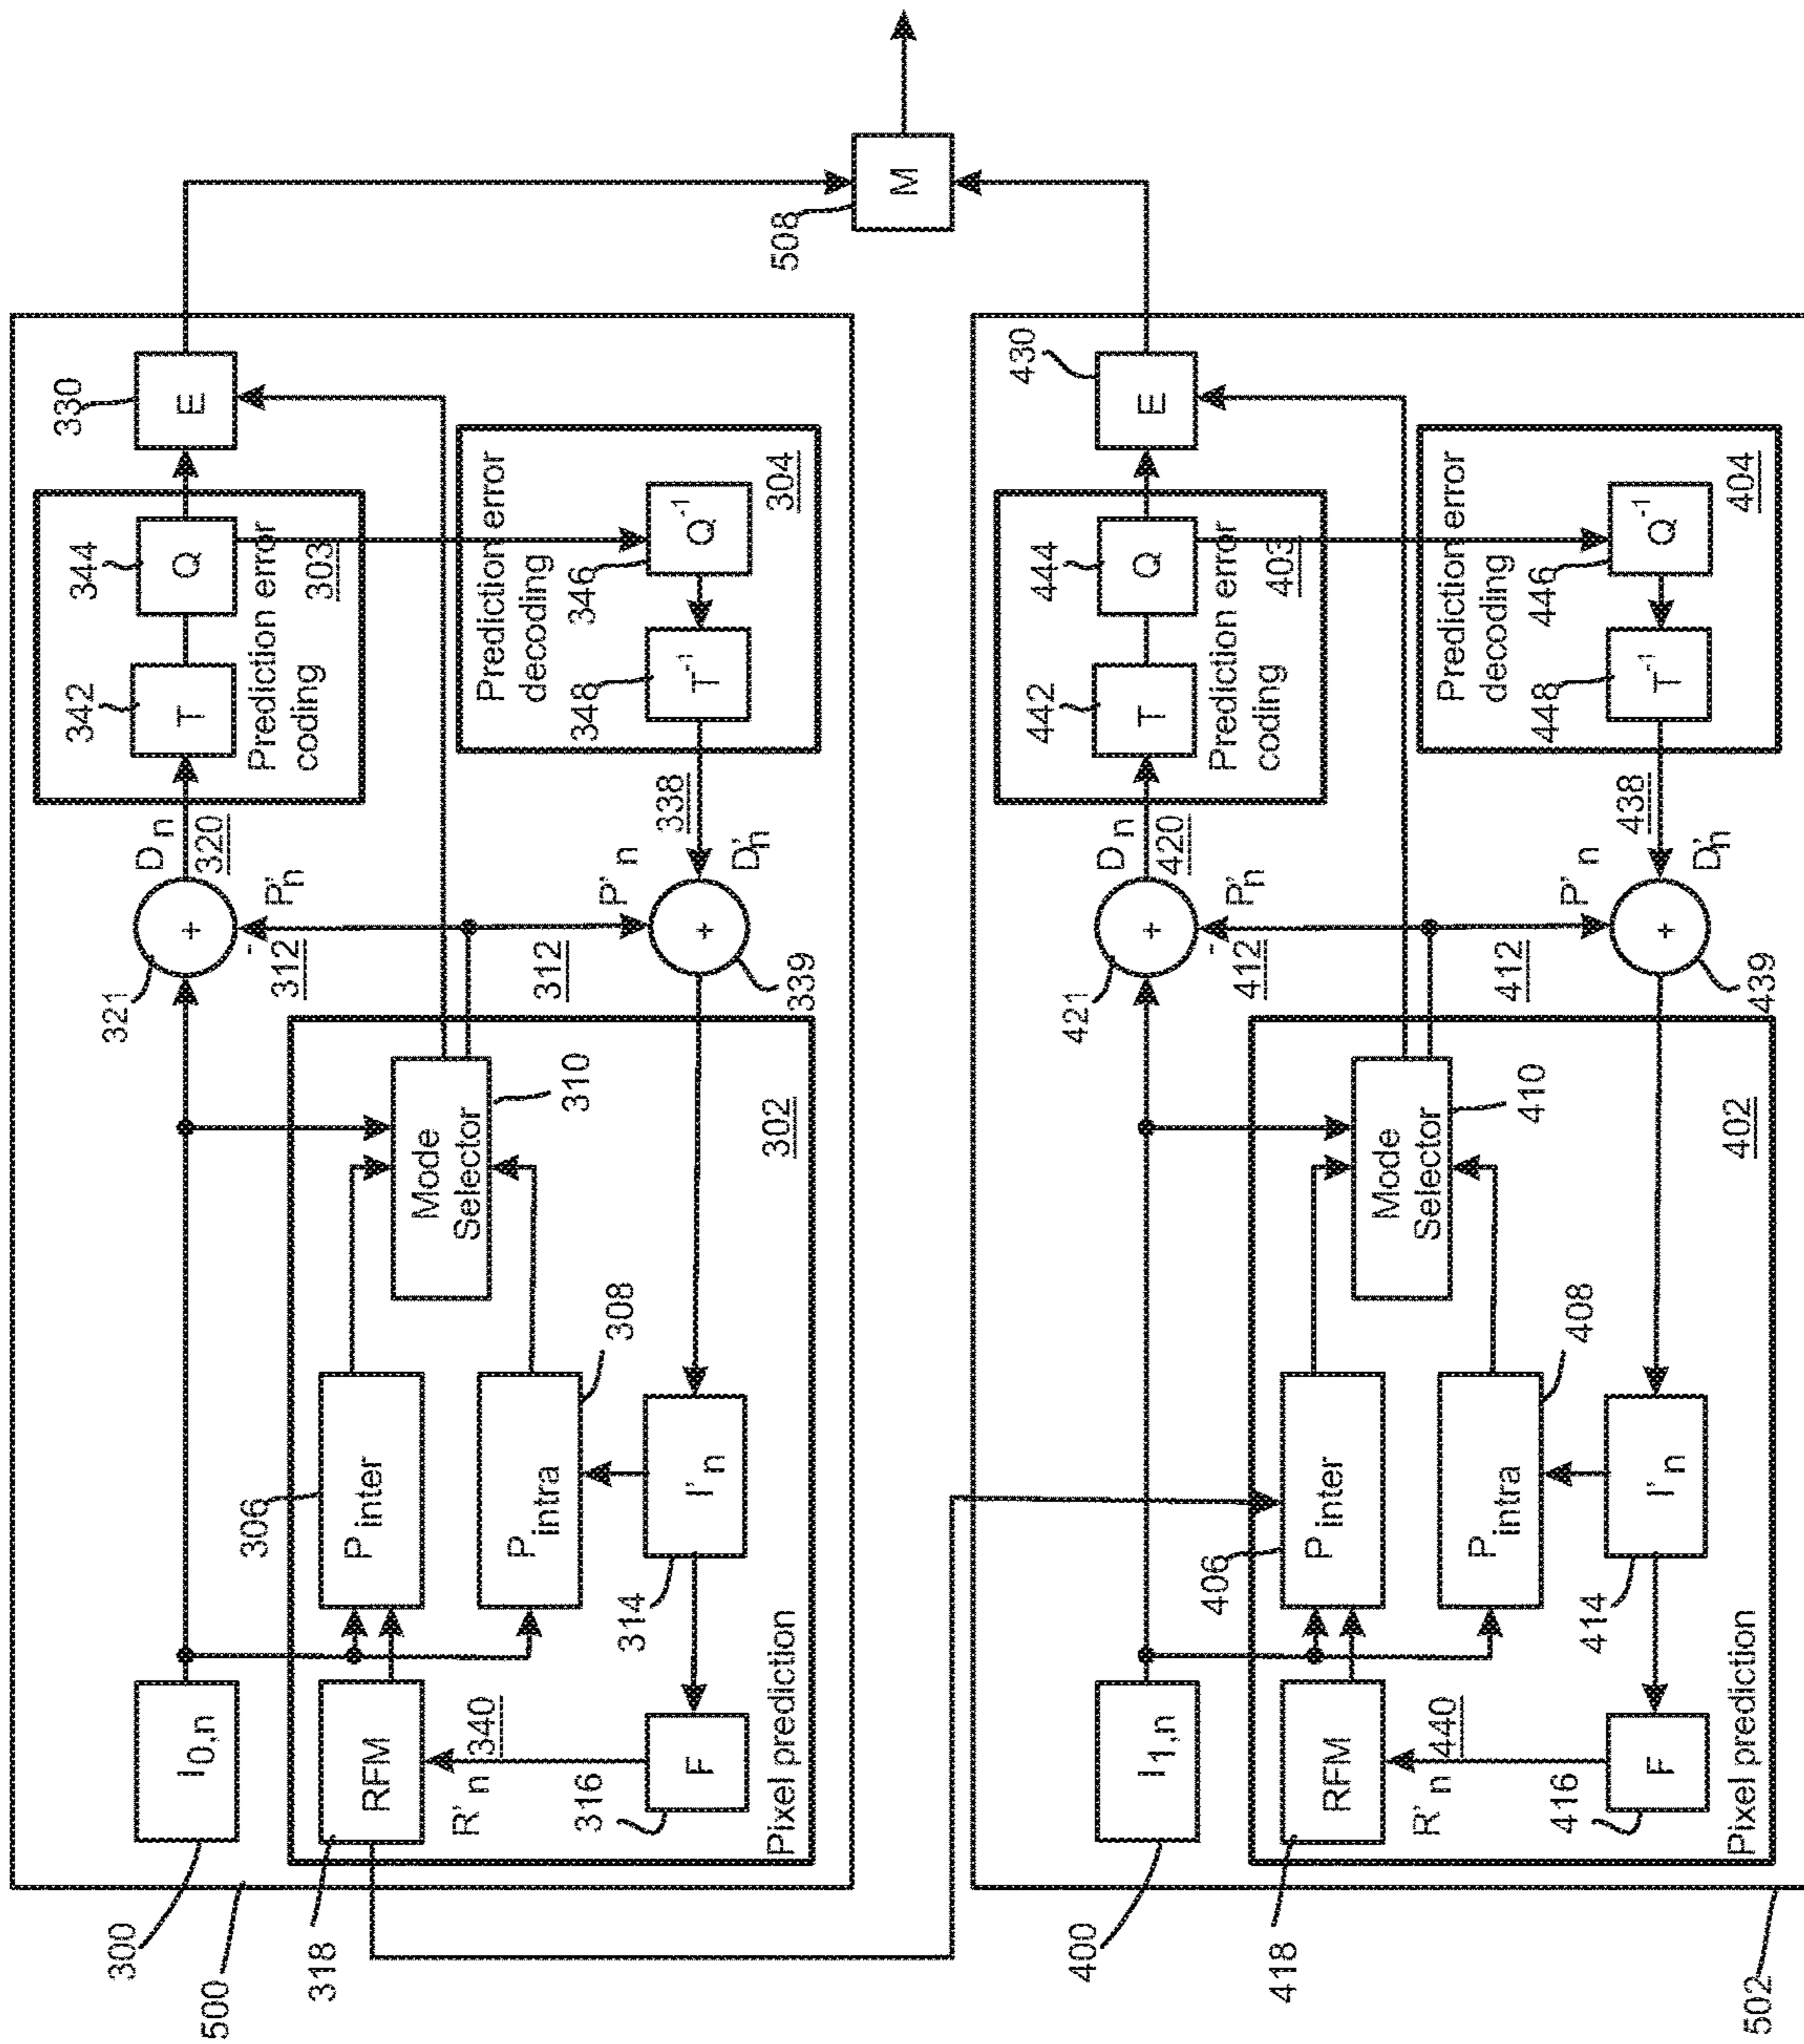 500
300
I0,n
321
+
Dn
320
-
P'n
312
342
T
344
Q
Prediction error
coding
303
330
E
318
RFM
R'n
340
316
F
306
Pinter
308
Pintra
314
I'n
Mode
Selector
310
Pixel prediction
302
312
P'n
+
339
338
D'n
Prediction error
decoding
304
346
Q-1
348
T-1
508
M
502
400
I1,n
421
+
Dn
420
-
P'n
412
442
T
444
Q
Prediction error
coding
403
430
E
418
RFM
R'n
440
416
F
406
Pinter
408
Pintra
414
I'n
Mode
Selector
410
Pixel prediction
402
412
P'n
+
439
438
D'n
Prediction error
decoding
404
446
Q-1
448
T-1